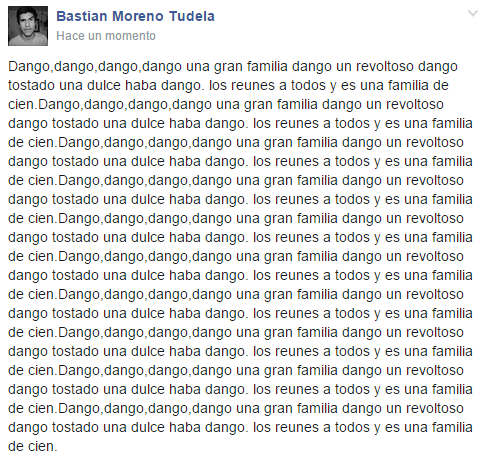 Bastian Moreno Tudela
Hace un momento
Dango,dango,dango,dango una gran familia dango un revoltoso dango
tostado una dulce haba dango. los reunes a todos y es una familia de
cien.Dango,dango,dango,dango una gran familia dango un revoltoso
dango tostado una dulce haba dango. los reunes a todos y es una familia
de cien.Dango,dango,dango,dango una gran familia dango un revoltoso
dango tostado una dulce haba dango. los reunes a todos y es una familia
de cien.Dango,dango,dango,dango una gran familia dango un revoltoso
dango tostado una dulce haba dango. los reunes a todos y es una familia
de cien.Dango,dango,dango,dango una gran familia dango un revoltoso
dango tostado una dulce haba dango. los reunes a todos y es una familia
de cien.Dango,dango,dango,dango una gran familia dango un revoltoso
dango tostado una dulce haba dango. los reunes a todos y es una familia
de cien.Dango,dango,dango,dango una gran familia dango un revoltoso
dango tostado una dulce haba dango. los reunes a todos y es una familia
de cien.Dango,dango,dango,dango una gran familia dango un revoltoso
dango tostado una dulce haba dango. los reunes a todos y es una familia
de cien.Dango,dango,dango,dango una gran familia dango un revoltoso
dango tostado una dulce haba dango. los reunes a todos y es una familia
de cien.Dango,dango,dango,dango una gran familia dango un revoltoso
dango tostado una dulce haba dango. los reunes a todos y es una familia
de cien.